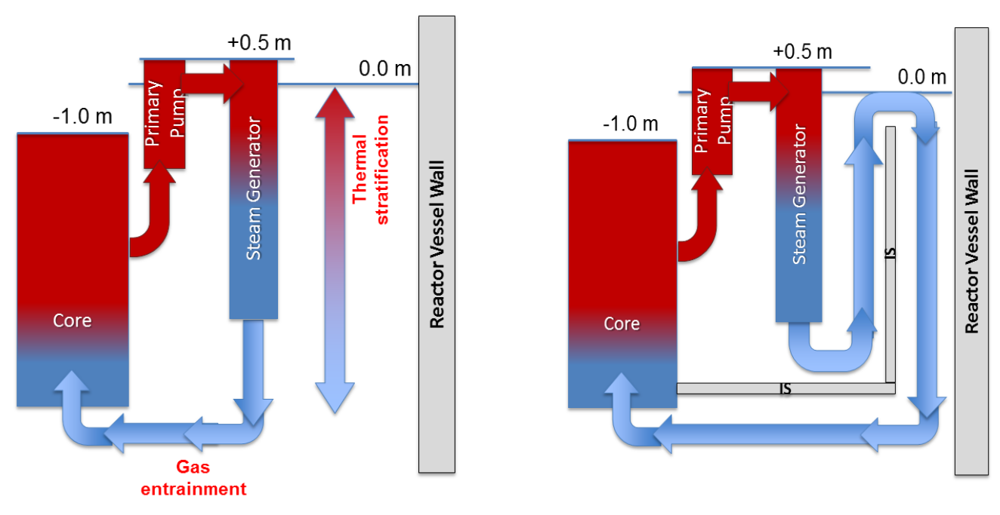 +0.5 m
0.0 m
-1.0 m
Primary
Pump
Steam Generator
Thermal
stratification
Reactor Vessel Wall
Core
Gas
entrainment
+0.5 m
0.0 m
-1.0 m
Primary
Pump
Steam Generator
IS
Reactor Vessel Wall
Core
IS